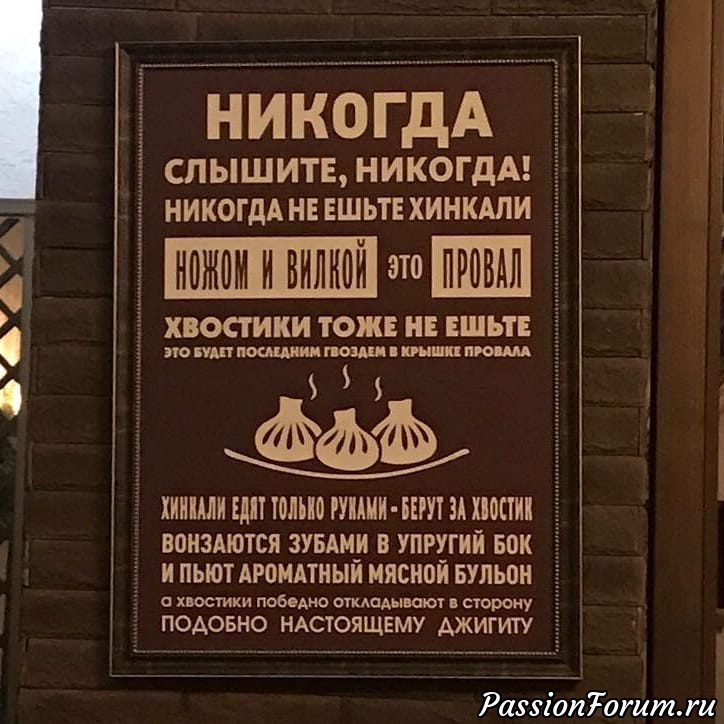 НИКОГДА
СЛЫШИТЕ, НИКОГДА!
НИКОГДА НЕ ЕШЬТЕ ХИНКАЛИ
НОЖОМ И ВИЛКОЙ ЭТО ПРОВАЛ
ХВОСТИКИ ТОЖЕ НЕ ЕШЬТЕ
ЭТО БУДЕТ ПОСЛЕДНИМ ГВОЗДЕМ В КРЫШКЕ ПРОВАЛА
ХИНКАЛИ ЕДЯТ ТОЛЬКО РУКАМИ - БЕРУТ ЗА ХВОСТИК
ВОНЗАЮТСЯ ЗУБАМИ В УПРУГИЙ БОК
И ПЬЮТ АРОМАТНЫЙ МЯСНОЙ БУЛЬОН
А ХВОСТИКИ ПОБЕДНО ОТКЛАДЫВАЮТ В СТОРОНУ
ПОДОБНО НАСТОЯЩЕМУ ДЖИГИТУ
PassionForum.ru